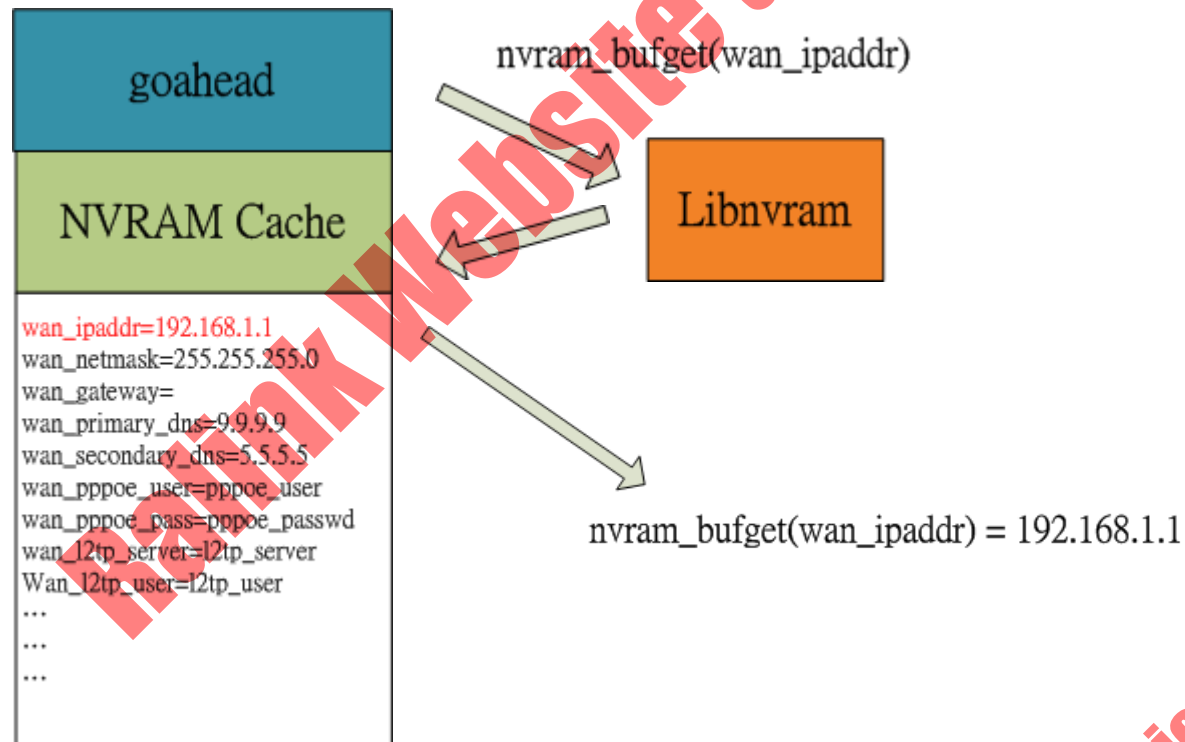 goahead
nvram_bufget(wan_ipaddr)
NVRAM Cache
Libnvram
wan_ipaddr=192.168.1.1
wan_netmask=255.255.255.0
wan_gateway=
wan_primary_dns=9.9.9.9
wan_secondary_dns=5.5.5.5
wan_pppoe_user=pppoe_user
wan_pppoe_pass=pppoe_passwd
wan_l2tp_server=l2tp_server
Wan_l2tp_user=l2tp_user
...
...
...
nvram_bufget(wan_ipaddr) = 192.168.1.1
Ralink Website